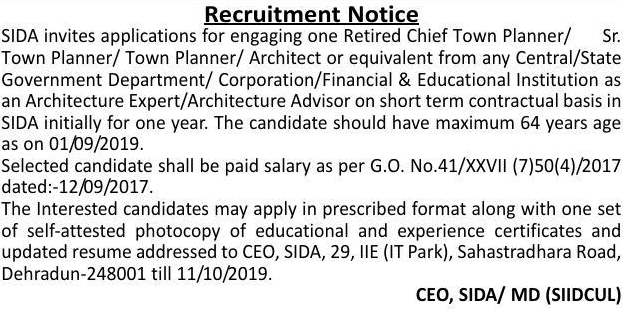 Recruitment Notice
SIDA invites applications for engaging one Retired Chief Town Planner/ Sr.
Town Planner/ Town Planner/ Architect or equivalent from any Central/State
Government Department/ Corporation/Financial & Educational Institution as
an Architecture Expert/Architecture Advisor on short term contractual basis in
SIDA initially for one year. The candidate should have maximum 64 years age
as on 01/09/2019.
Selected candidate shall be paid salary as per G.O. No.41/XXVII (7)50(4)/2017
dated:-12/09/2017.
The Interested candidates may apply in prescribed format along with one set
of self-attested photocopy of educational and experience certificates and
updated resume addressed to CEO, SIDA, 29, IIE (IT Park), Sahastradhara Road,
Dehradun-248001 till 11/10/2019.
CEO, SIDA/ MD (SIIDCUL)